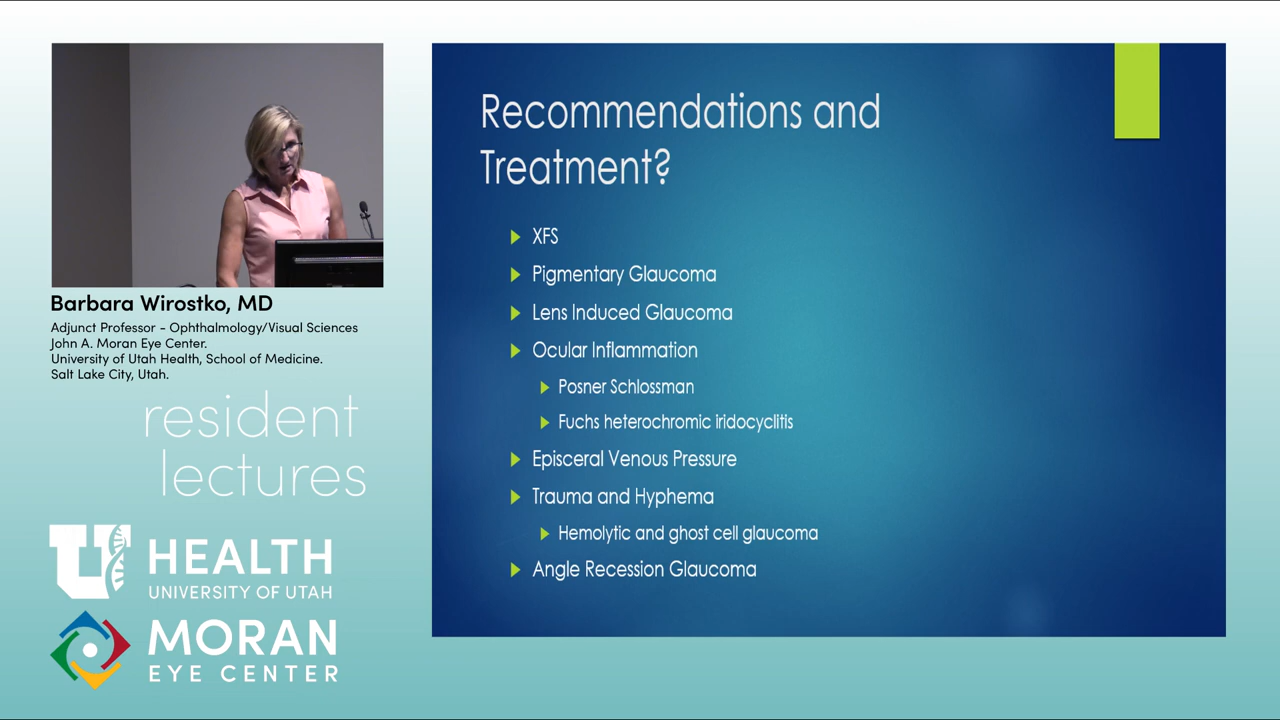 Barbara Wirostko, MD
Adjunct Professor - Ophthalmology/Visual Sciences
John A. Moran Eye Center.
University of Utah Health, School of Medicine.
Salt Lake City, Utah.
resident
lectures
U
HEALTH
UNIVERSITY OF UTAH
MORAN
EYE CENTER
Recommendations and
Treatment?
XFS
Pigmentary Glaucoma
Lens Induced Glaucoma
Ocular Inflammation
Posner Schlossman
Fuchs heterochromic iridocyclitis
Episceral Venous Pressure
Trauma and Hyphema
Hemolytic and ghost cell glaucoma
Angle Recession Glaucoma